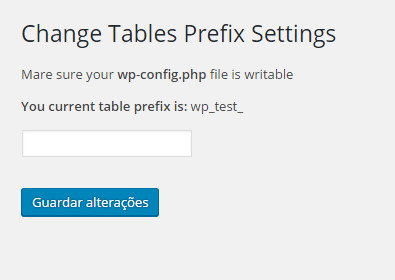 Change Tables Prefix Settings
Mare sure your wp-config.php file is writable
You current table prefix is: wp_test_
Guardar alterações